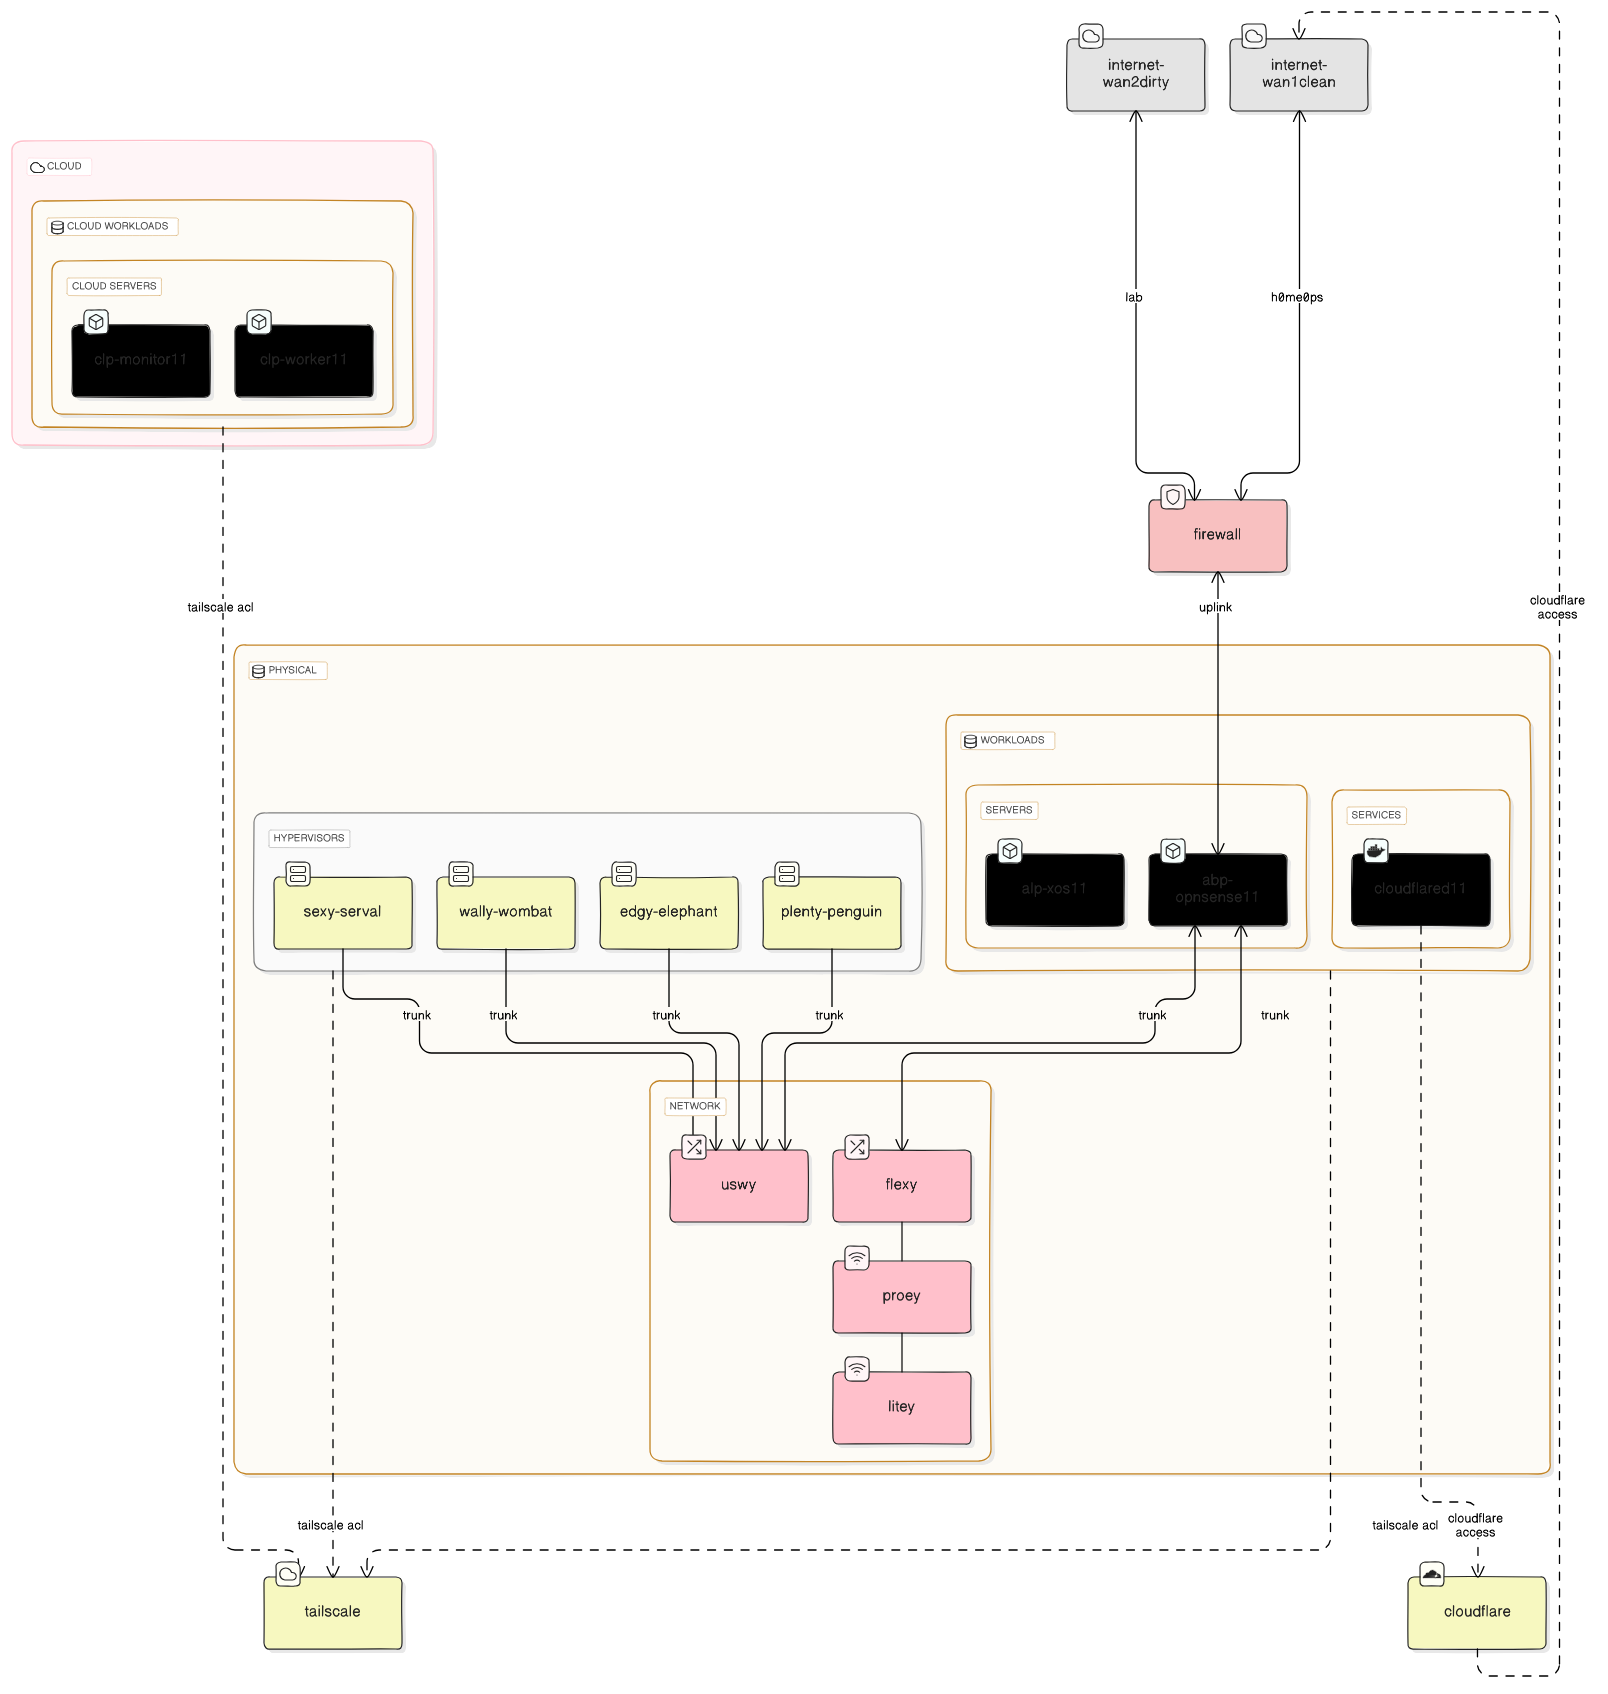 internet-
wan2dirty
internet-
wan1clean
CLOUD
CLOUD WORKLOADS
CLOUD SERVERS
clp-monitor11
clp-worker11
lab
h0me0ps
firewall
tailscale acl
uplink
cloudflare
access
PHYSICAL
WORKLOADS
SERVERS
SERVICES
HYPERVISORS
alp-xos11
abp-
opnsense11
cloudflared11
sexy-serval
wally-wombat
edgy-elephant
plenty-penguin
trunk
trunk
trunk
trunk
trunk
trunk
NETWORK
uswy
flexy
proey
litey
tailscale acl
tailscale acl
cloudflare
access
tailscale
cloudflare